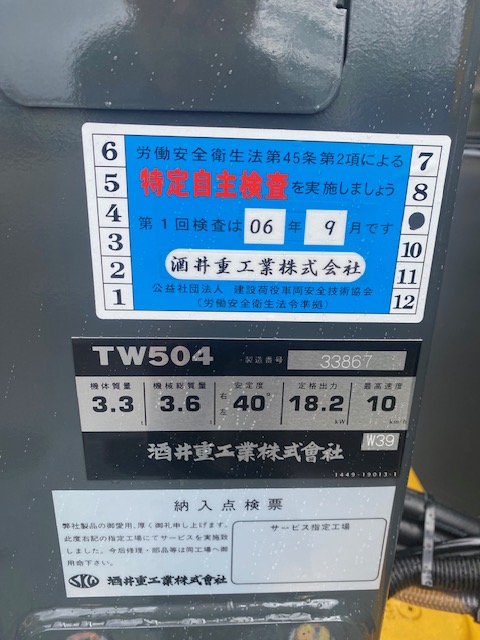 労働安全衛生法第45条第2項による
特定自主検査を実施しましょう
第1回検査は 06 年 9 月です
酒井重工業株式会社
公益社団法人 建設荷役車両安全技術協会
(労働安全衛生法令準拠)
6
5
4
3
2
1
7
8
10
11
12
TW504 製造番号 33867
機体質量 機械総質量 安定度 定格出力 最高速度
3.3 t 3.6 t 右左 40° 18.2 kW 10 km/h
酒井重工業株式會社 W39
1449-19013-1
納入点検票
弊社製品の御愛用、厚く御礼申し上げます。
此度右記の指定工場にてサービスを実施致
しました。今后修理・部品等は同工場へ御
用命下さい。
サービス指定工場
酒井重工業株式會社